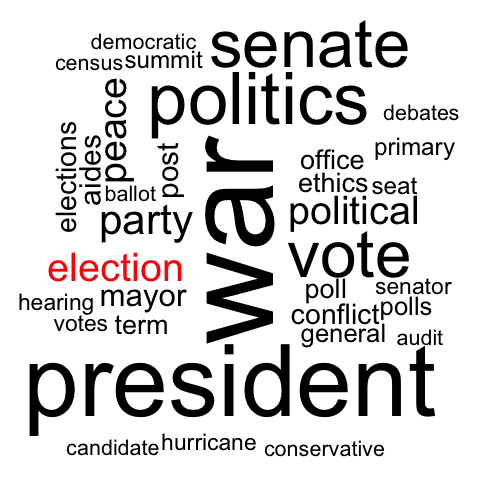 democratic
senate
census
summit
politics
peace
debates
primary
elections
aides
post
office
ballot
ethics
seat
party
war
political
vote
election
poll
senator
hearing
mayor
conflict
polls
votes
term
general
audit
president
candidate
hurricane
conservative